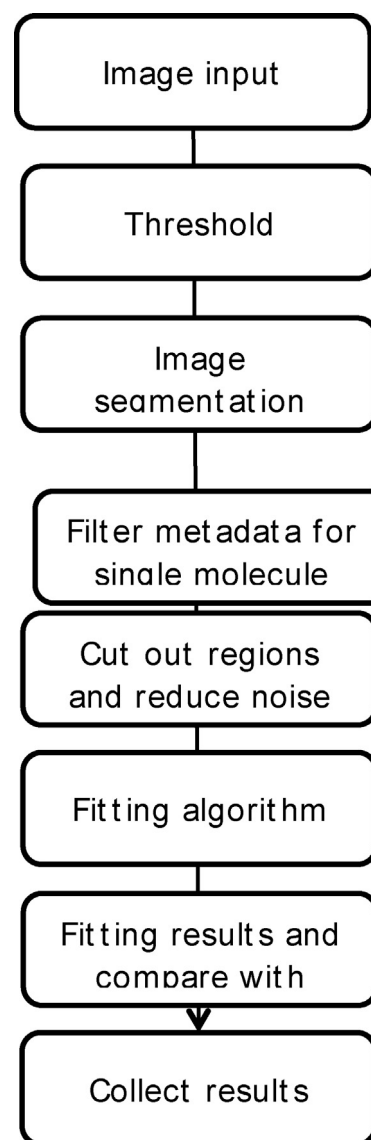 Image input
Threshold
Image
segmentation
Filter metadata for
single molecule
Cut out regions
and reduce noise
Fitting algorithm
Fitting results and
compare with
Collect results